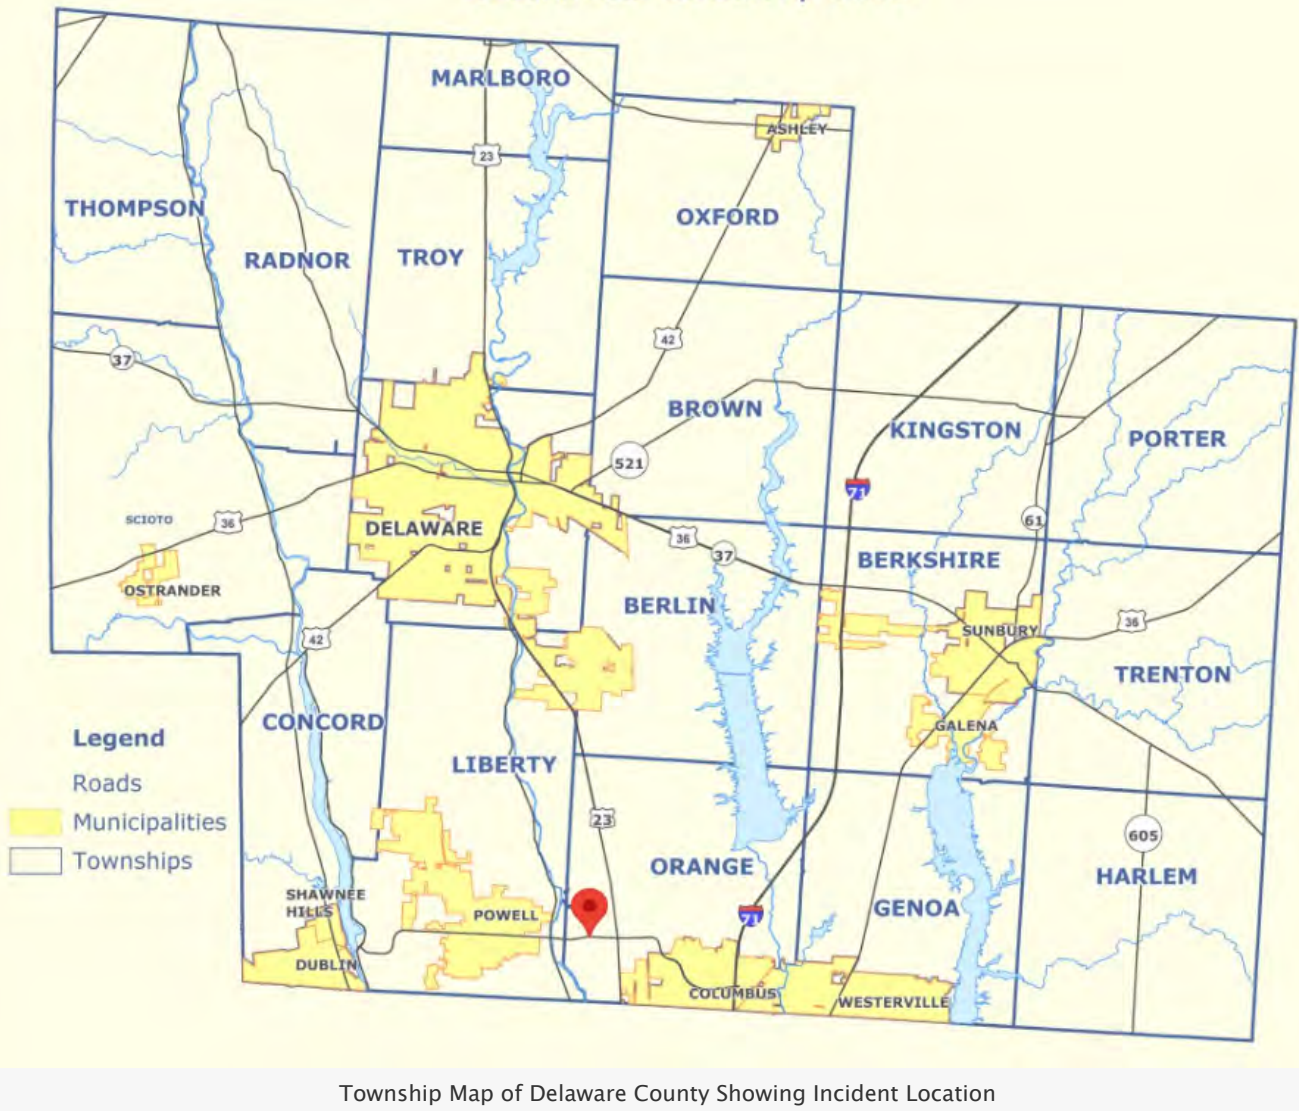 MARLBORO
ASHLEY
23
THOMPSON
OXFORD
RADNOR
TROY
42
37
BROWN
KINGSTON
PORTER
521
71
61
SCIOTO
36
DELAWARE
36
37
BERKSHIRE
OSTRANDER
BERLIN
36
SUNBURY
42
TRENTON
CONCORD
GALENA
Legend
LIBERTY
Roads
Municipalities
23
605
Townships
ORANGE
HARLEM
SHAWNEE
HILLS
POWELL
GENOA
71
DUBLIN
COLUMBUS
WESTERVILLE
Township Map of Delaware County Showing Incident Location